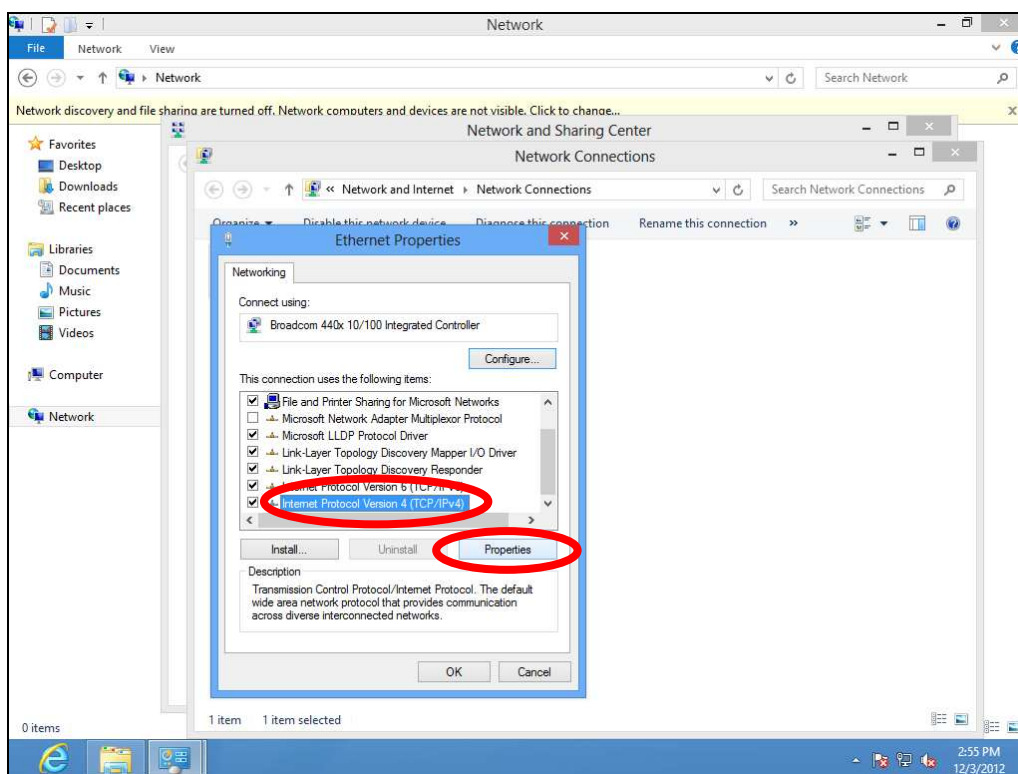 Network
File Network View
Network
Search Network
Network discovery and file sharing are turned off. Network computers and devices are not visible. Click to change...
Favorites
Desktop
Downloads
Recent places
Libraries
Documents
Music
Pictures
Videos
Computer
Network
0 items
Network and Sharing Center
Network Connections
« Network and Internet Network Connections
Search Network Connections
Organize Disable this network device Diagnose this connection Rename this connection »
Ethernet Properties
Networking
Connect using:
Broadcom 440x 10/100 Integrated Controller
Configure...
This connection uses the following items:
File and Printer Sharing for Microsoft Networks
Microsoft Network Adapter Multiplexor Protocol
Microsoft LLDP Protocol Driver
Link-Layer Topology Discovery Mapper I/O Driver
Link-Layer Topology Discovery Responder
Internet Protocol Version 6 (TCP/IPv6)
Internet Protocol Version 4 (TCP/IPv4)
Install... Uninstall Properties
Description
Transmission Control Protocol/Internet Protocol. The default
wide area network protocol that provides communication
across diverse interconnected networks.
OK Cancel
1 item 1 item selected
2:55 PM
12/3/2012